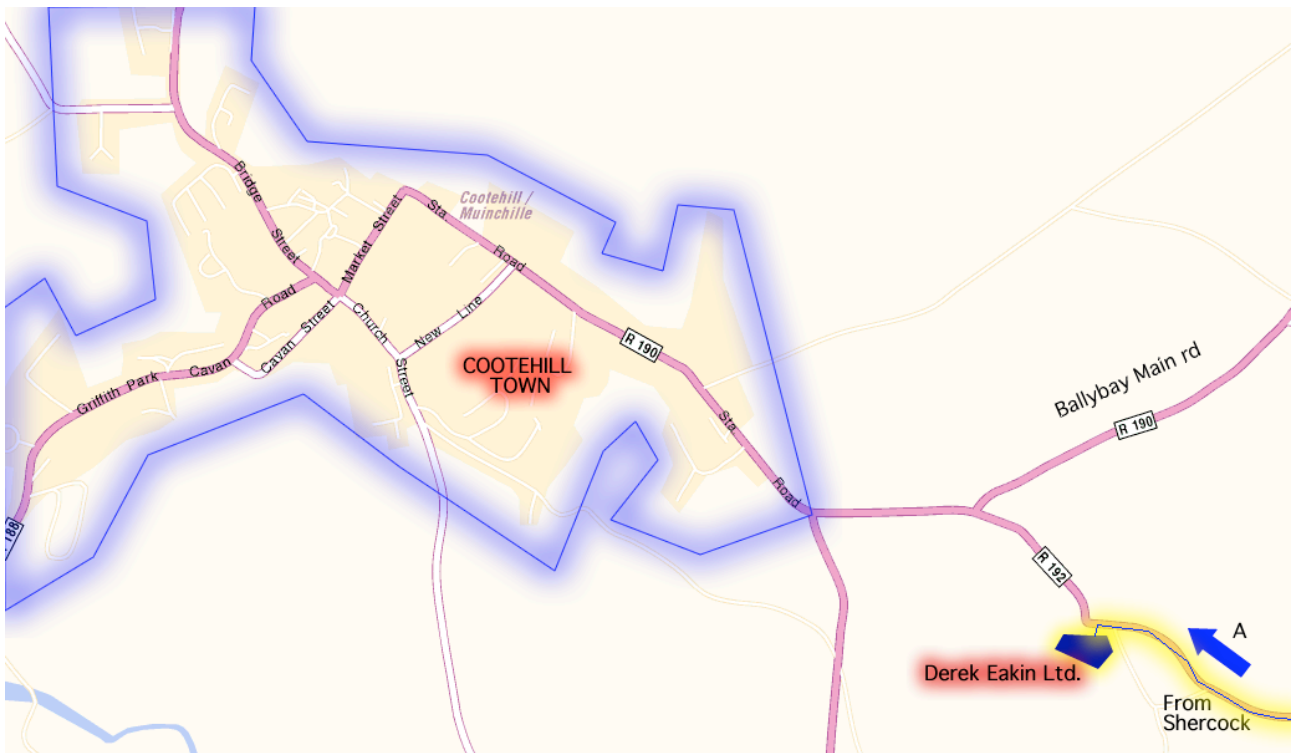 Bridge
Street
Cootehill /
Muinchille
Market Street
Sta.
Road
Road
Cavan Street
Church
Street
New Line
R 190
COOTEHILL
TOWN
Griffith Park
Cavan
Sta.
Road
Ballybay Main rd
R 190
188
R 192
A
Derek Eakin Ltd.
From
Shercock